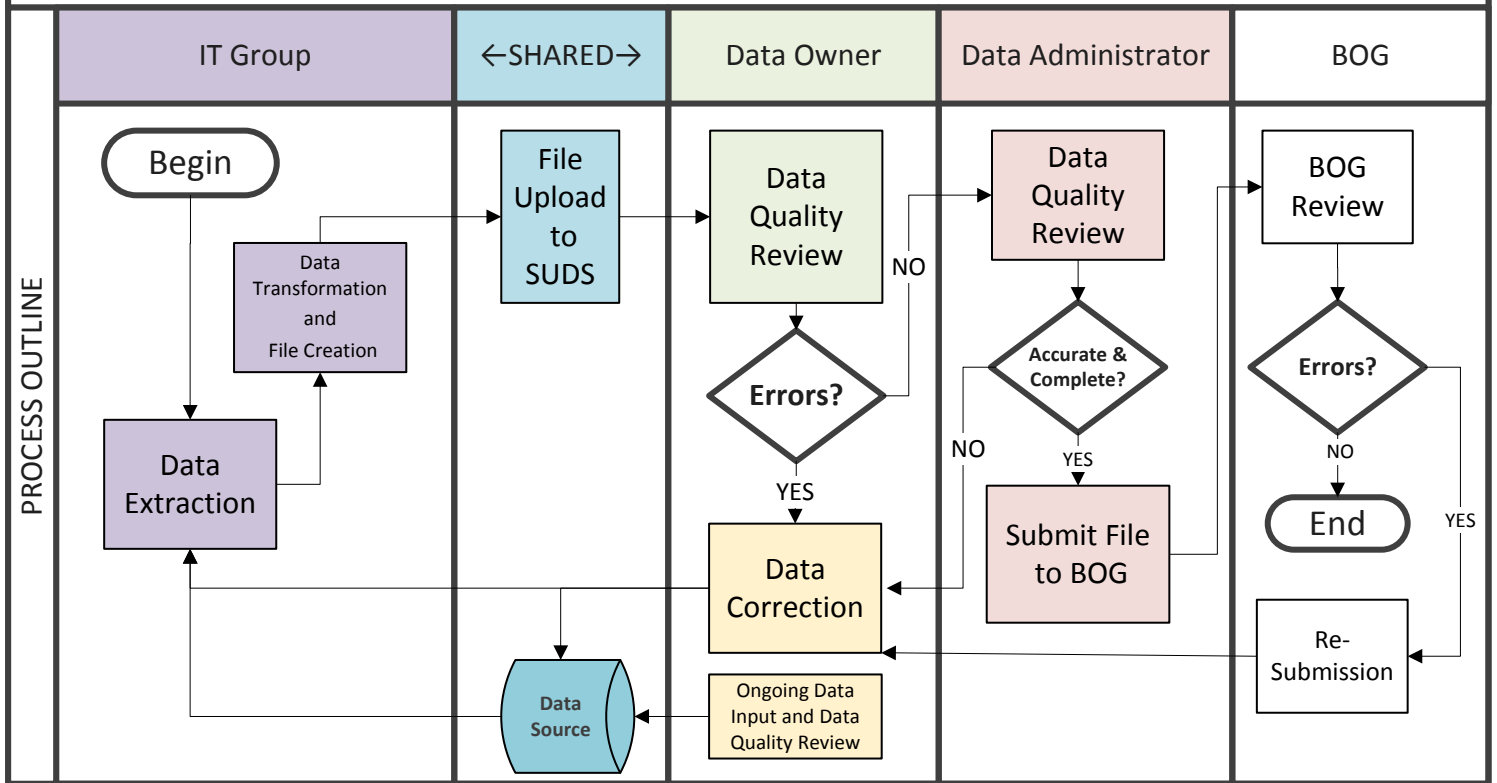 IT Group
←SHARED→
Data Owner
Data Administrator
BOG
PROCESS OUTLINE
Begin
Data
Transformation
and
File Creation
Data
Extraction
File
Upload
to
SUDS
Data
Quality
Review
NO
Errors?
YES
Data
Correction
Data
Source
Ongoing Data
Input and Data
Quality Review
Data
Quality
Review
Accurate &
Complete?
NO
YES
Submit File
to BOG
BOG
Review
Errors?
NO
End
YES
Re-
Submission